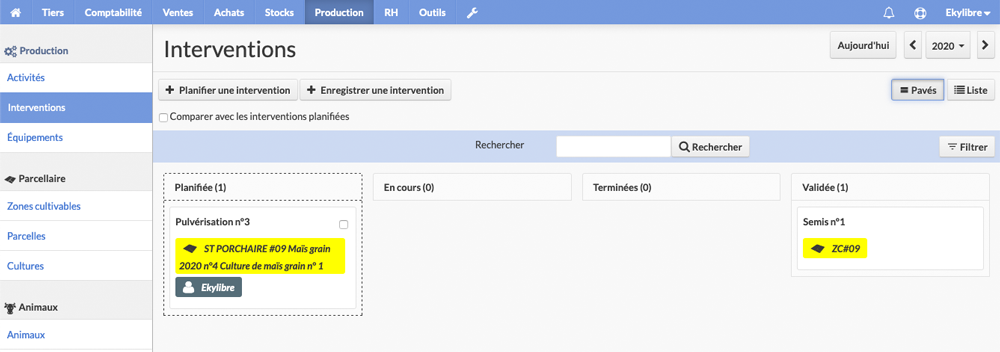 Tiers Comptabilité Ventes Achats Stocks Production RH Outils Ekylibre
Production
Activités
Interventions
Équipements
Parcellaire
Zones cultivables
Parcelles
Cultures
Animaux
Animaux
Interventions
Aujourd'hui 2020
Planifier une intervention Enregistrer une intervention Pavés Liste
Comparer avec les interventions planifiées
Rechercher Rechercher Filtrer
Planifiée (1)
Pulvérisation n°3
ST PORCHAIRE #09 Maïs grain
2020 n°4 Culture de maïs grain n° 1
Ekylibre
En cours (0)
Terminées (0)
Validée (1)
Semis n°1
ZC#09